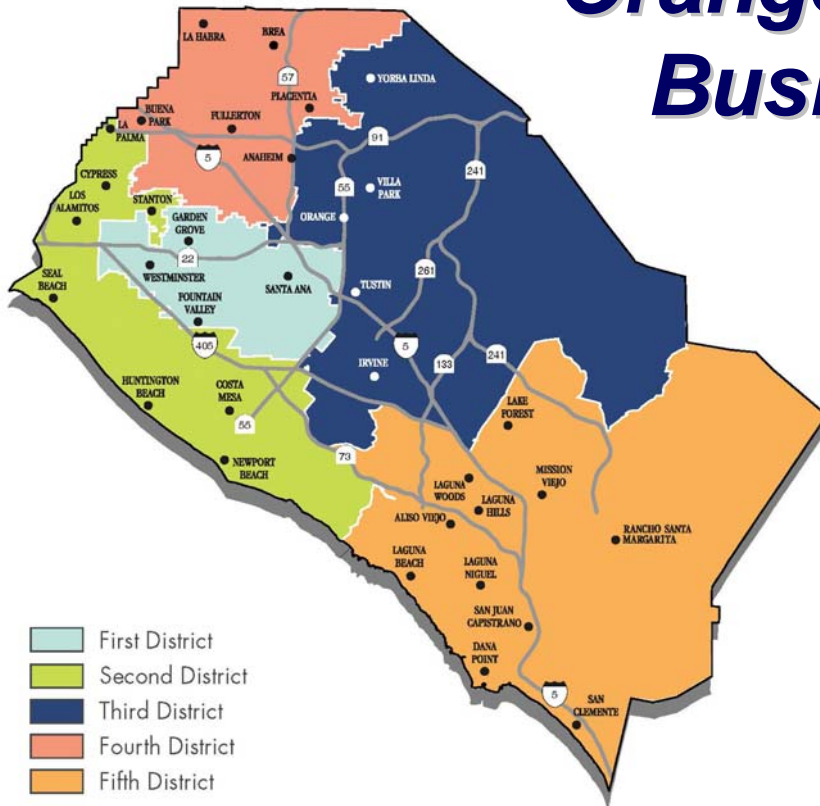 Orange
Busi
LA HABRA
BREA
57
YORBA LINDA
PLACENTIA
BUENA
PARK
FULLERTON
LA
PALMA
91
5
ANAHEIM
241
CYPRESS
55
VILLA
PARK
LOS
ALAMITOS
STANTON
ORANGE
GARDEN
GROVE
22
WESTMINSTER
261
SEAL
BEACH
SANTA ANA
TUSTIN
FOUNTAIN
VALLEY
405
5
133
241
IRVINE
HUNTINGTON
BEACH
COSTA
MESA
LAKE
FOREST
55
73
NEWPORT
BEACH
LAGUNA
WOODS
MISSION
VIEJO
LAGUNA
HILLS
ALISO VIEJO
RANCHO SANTA
MARGARITA
LAGUNA
BEACH
LAGUNA
NIGUEL
SAN JUAN
CAPISTRANO
DANA
POINT
5
SAN
CLEMENTE
First District
Second District
Third District
Fourth District
Fifth District